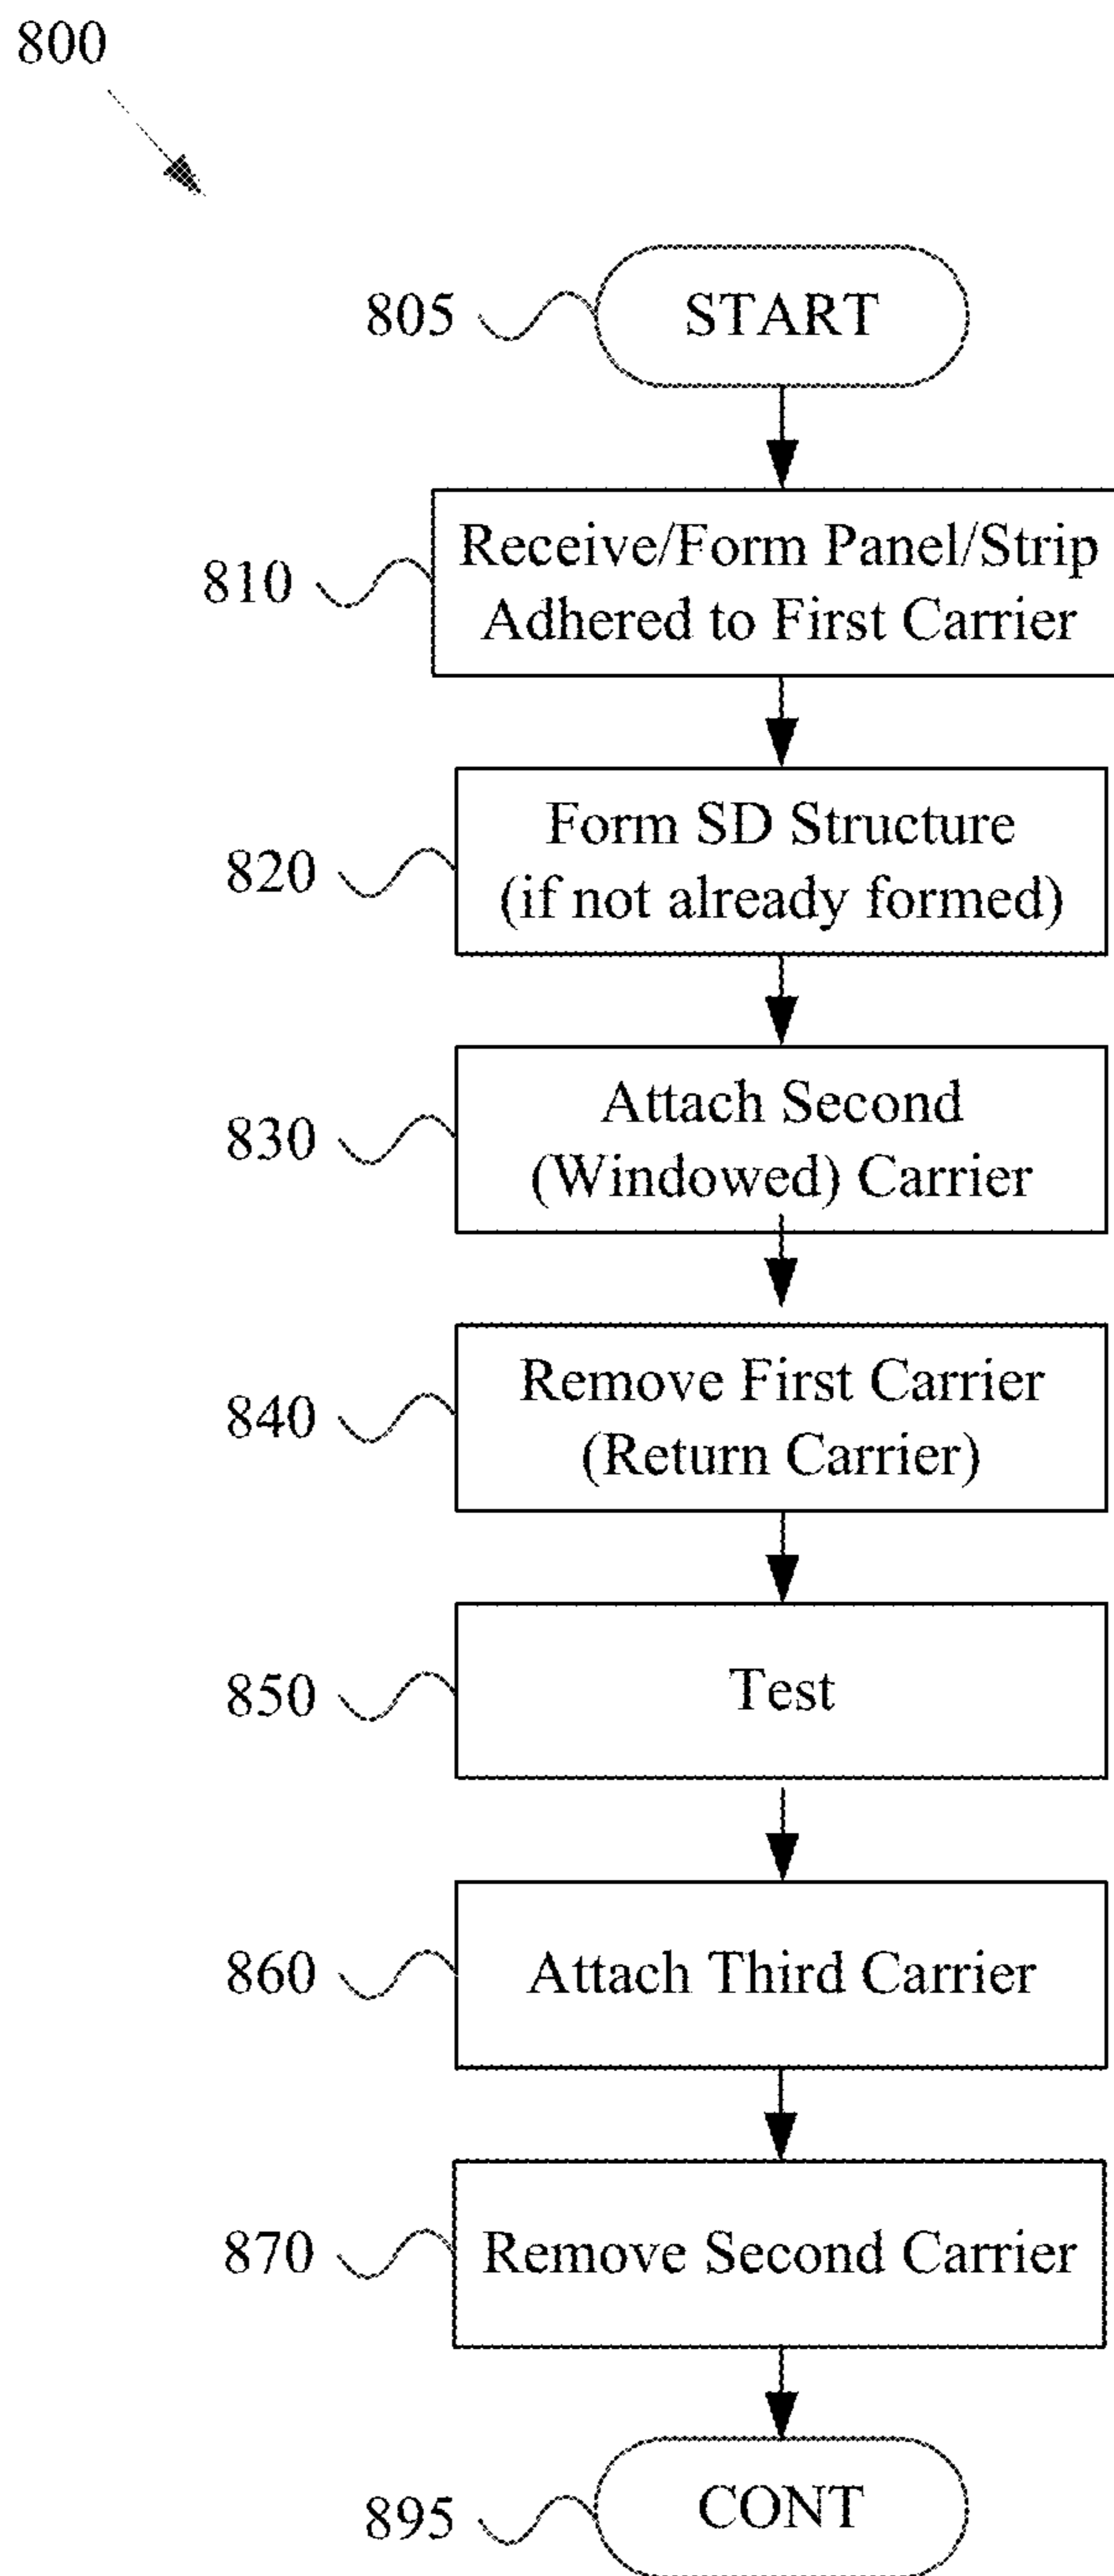 800
805
START
810
Receive/Form Panel/Strip
Adhered to First Carrier
820
Form SD Structure
(if not already formed)
830
Attach Second
(Windowed) Carrier
840
Remove First Carrier
(Return Carrier)
850
Test
860
Attach Third Carrier
870
Remove Second Carrier
895
CONT